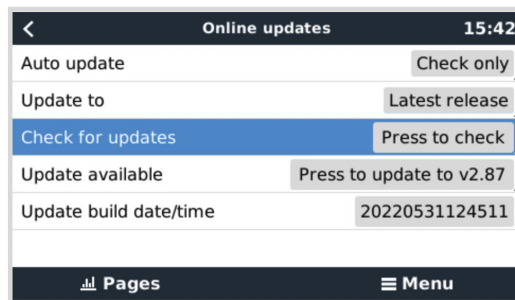 Online updates 15:42
Auto update Check only
Update to Latest release
Check for updates Press to check
Update available Press to update to v2.87
Update build date/time 20220531124511
Pages Menu